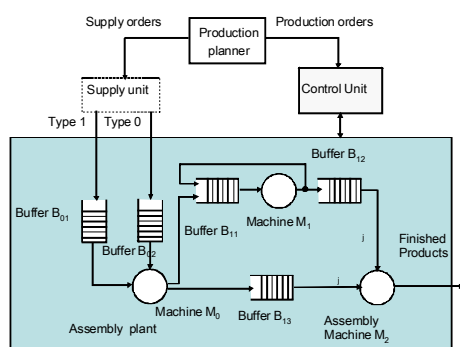 Supply orders
Production orders
Production
planner
Supply unit
Control Unit
Type 1
Type 0
Buffer B12
Buffer B01
Buffer B02
Buffer B11
Machine M1
j
Finished
Products
j
Machine M0
Buffer B13
Assembly
Machine M2
Assembly plant